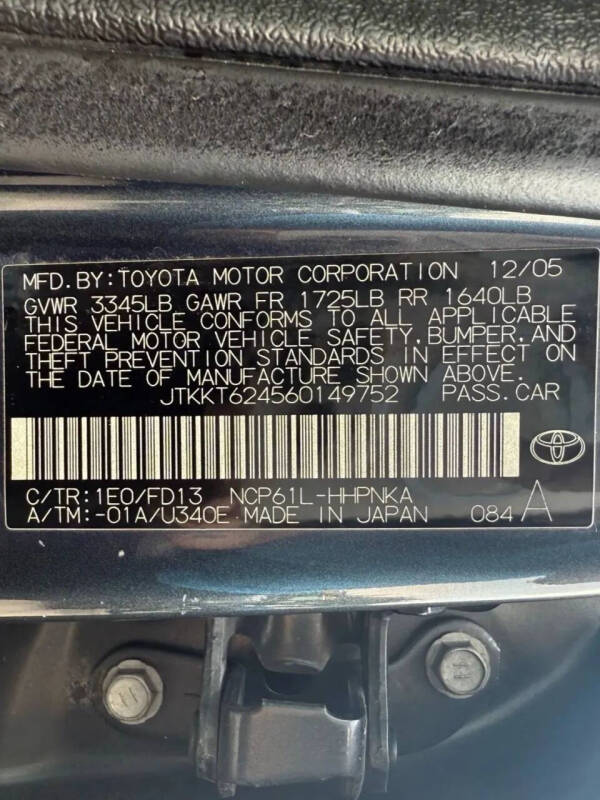 MFD.BY:TOYOTA MOTOR CORPORATION 12/05
GVWR 3345LB GAWR FR 1725LB RR 1640LB
THIS VEHICLE CONFORMS TO ALL APPLICABLE
FEDERAL MOTOR VEHICLE SAFETY,BUMPER,AND
THEFT PREVENTION STANDARDS IN EFFECT ON
THE DATE OF MANUFACTURE SHOWN ABOVE.
JTKKT624560149752 PASS.CAR
C/TR:1E0/FD13 NCP61L-HHPNKA
A/TM:-01A/U340E MADE IN JAPAN 084 A